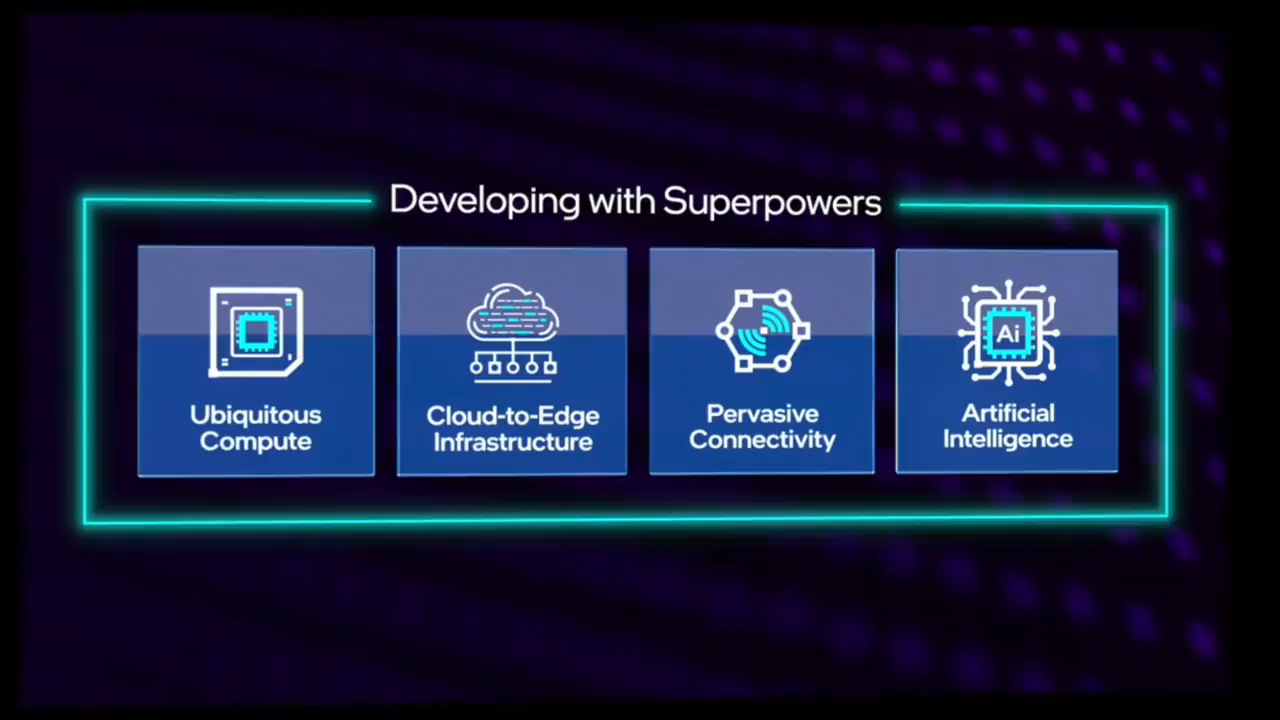 Developing with Superpowers
Ubiquitous
Compute
Cloud-to-Edge
Infrastructure
Pervasive
Connectivity
Ai
Artificial
Intelligence